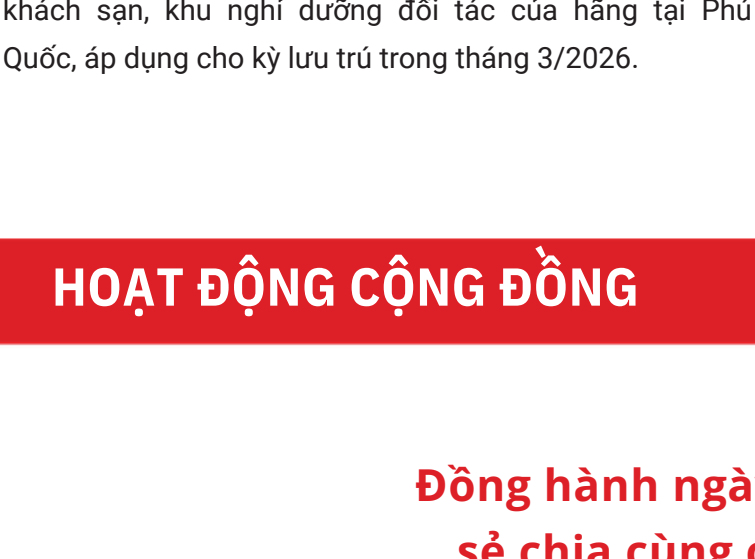 khách sạn, khu nghỉ dưỡng đối tác của hãng tại Phú
Quốc, áp dụng cho kỳ lưu trú trong tháng 3/2026.
HOẠT ĐỘNG CỘNG ĐỒNG
Đồng hành ngà
sẻ chia cùng